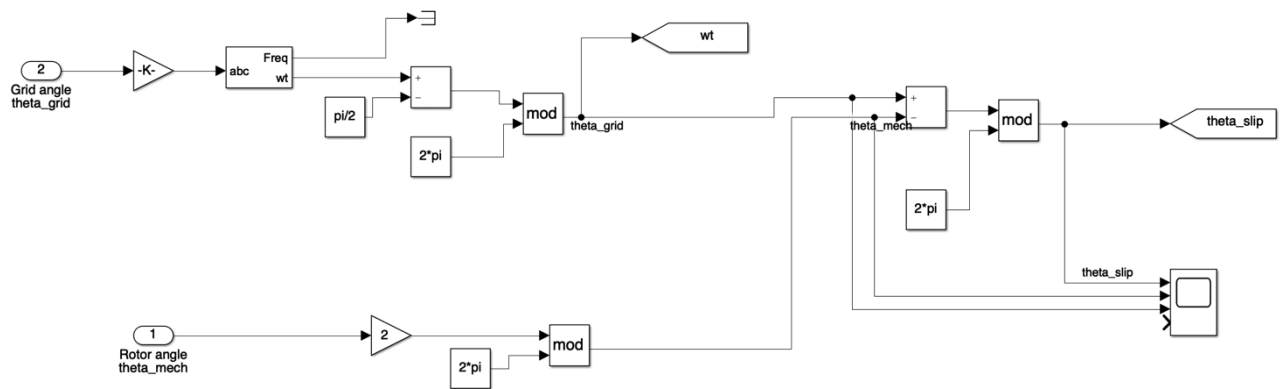 wt
2
Grid angle
theta_grid
-K-
abc
Freq
wt
+
−
pi/2
2*pi
mod
theta_grid
theta_mech
+
−
mod
2*pi
theta_slip
theta_slip
1
Rotor angle
theta_mech
2
2*pi
mod